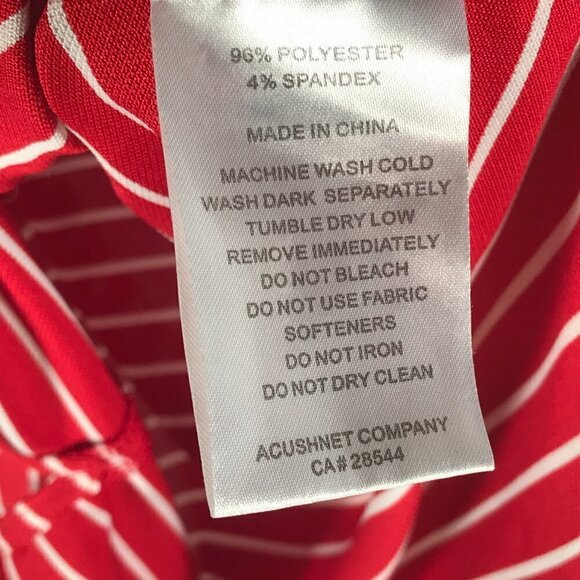 96% POLYESTER
4% SPANDEX
MADE IN CHINA
MACHINE WASH COLD
WASH DARK SEPARATELY
TUMBLE DRY LOW
REMOVE IMMEDIATELY
DO NOT BLEACH
DO NOT USE FABRIC
SOFTENERS
DO NOT IRON
DO NOT DRY CLEAN
ACUSHNET COMPANY
CA# 28544